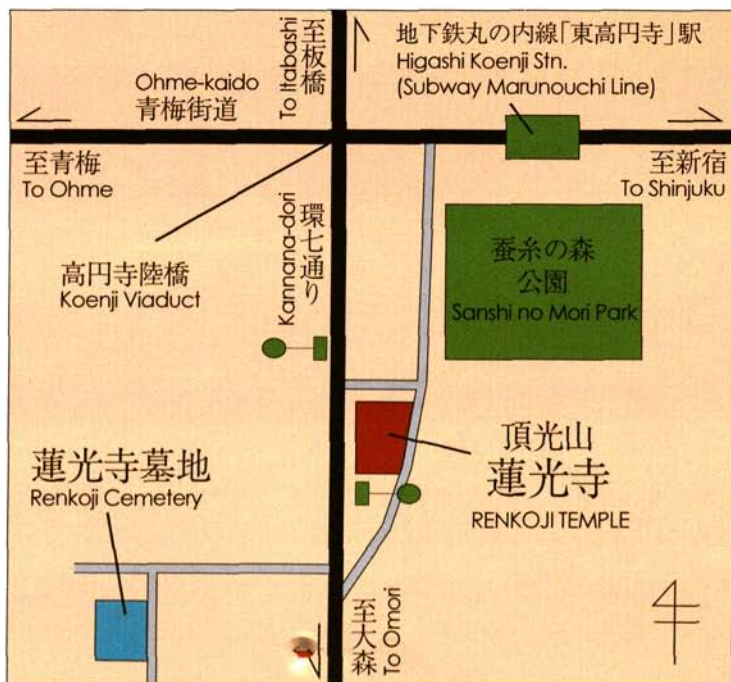 地下鉄丸の内線「東高円寺」駅
Higashi Koenji Stn.
(Subway Marunouchi Line)
至板橋
To Itabashi
Ohme-kaido
青梅街道
至青梅
To Ohme
至新宿
To Shinjuku
環七通り
Kannana-dori
高円寺陸橋
Koenji Viaduct
蚕糸の森
公園
Sanshi no Mori Park
頂光山
蓮光寺
RENKOJI TEMPLE
蓮光寺墓地
Renkoji Cemetery
至大森
To Omori